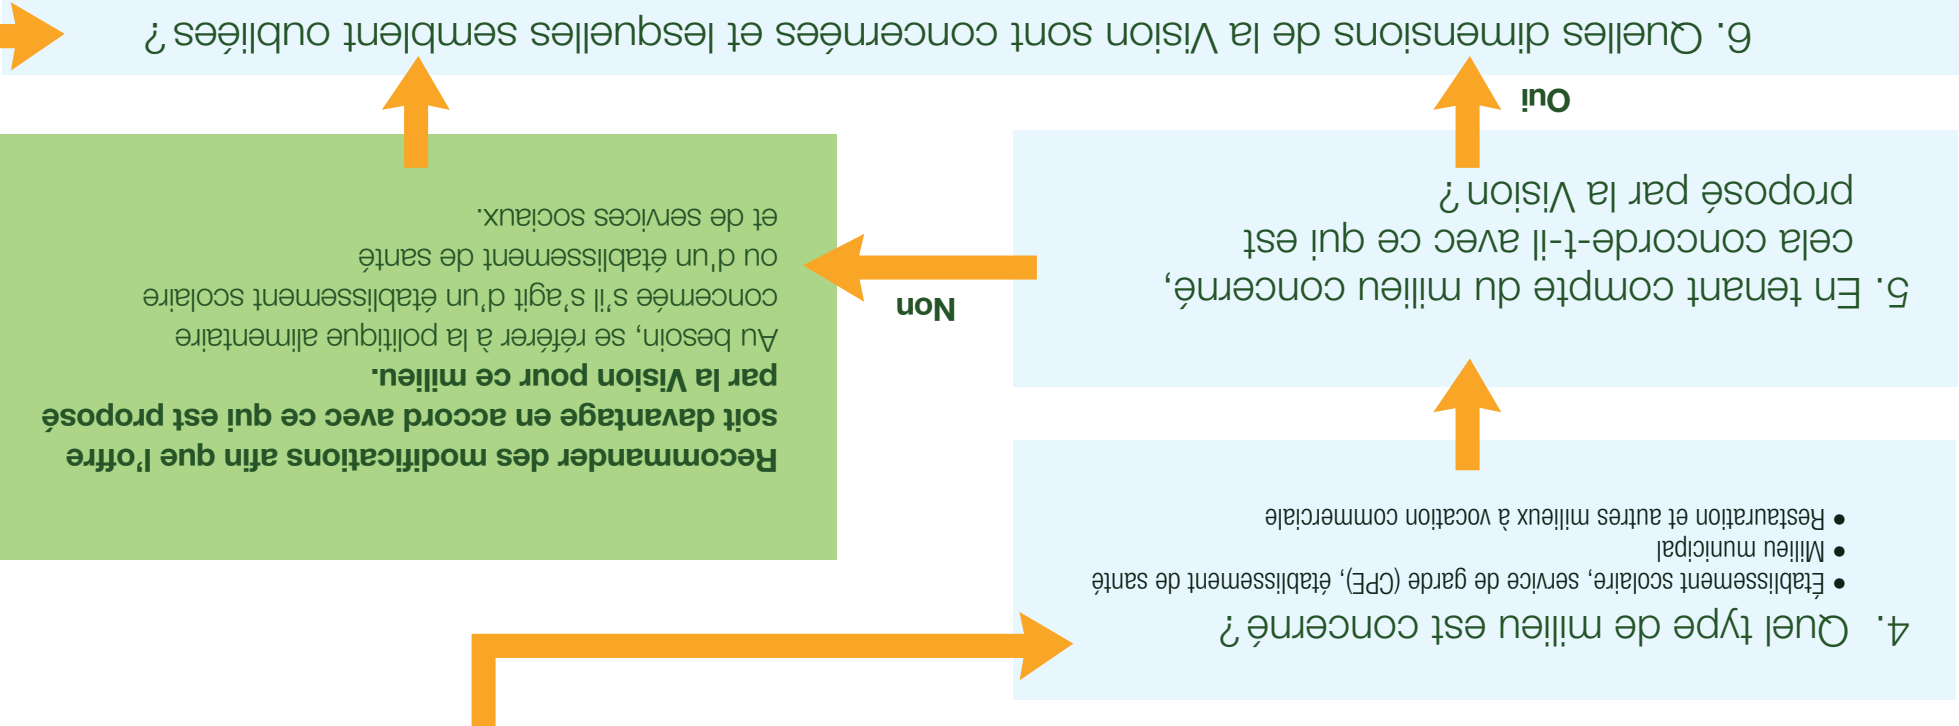 4. Quel type de milieu est concerné ?
• Établissement scolaire, service de garde (CPE), établissement de santé
• Milieu municipal
• Restauration et autres milieux à vocation commerciale
5. En tenant compte du milieu concerné,
cela concorde-t-il avec ce qui est
proposé par la Vision ?
Non
Recommander des modifications afin que l’offre
soit davantage en accord avec ce qui est proposé
par la Vision pour ce milieu.
Au besoin, se référer à la politique alimentaire
concernée s’il s’agit d’un établissement scolaire
ou d'un établissement de santé
et de services sociaux.
Oui
6. Quelles dimensions de la Vision sont concernées et lesquelles semblent oubliées ?